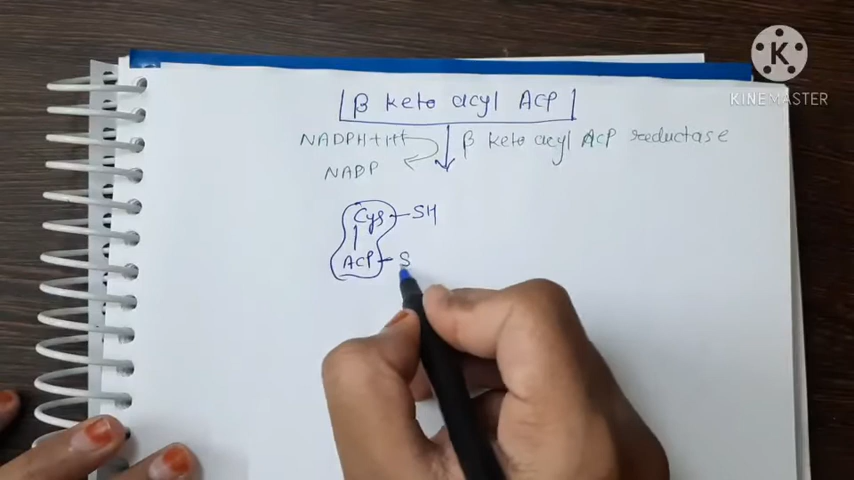 β keto acyl ACP
NADPH+H+ β keto acyl ACP reductase
NADP
Cys-SH
ACP-S
KINEMASTER